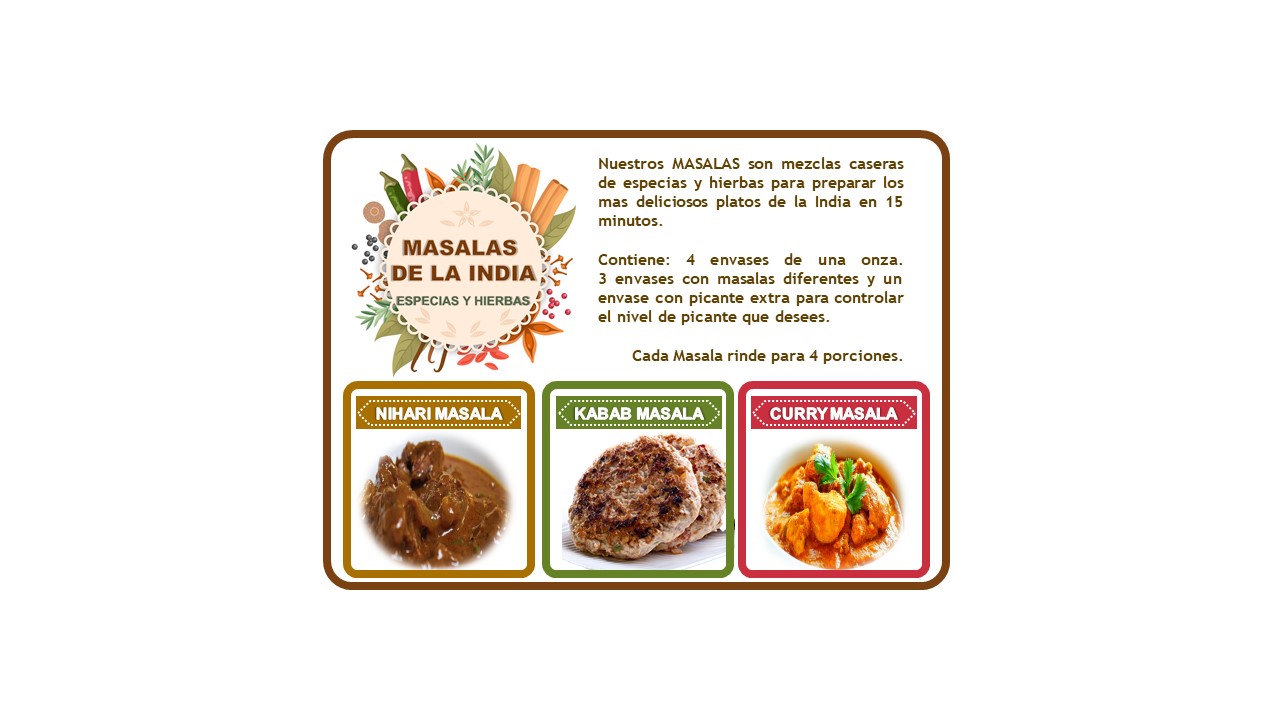 MASALAS
DE LA INDIA
ESPECIAS Y HIERBAS
Nuestros MASALAS son mezclas caseras
de especias y hierbas para preparar los
mas deliciosos platos de la India en 15
minutos.
Contiene: 4 envases de una onza.
3 envases con masalas diferentes y un
envase con picante extra para controlar
el nivel de picante que desees.
Cada Masala rinde para 4 porciones.
NIHARI MASALA
KABAB MASALA
CURRY MASALA